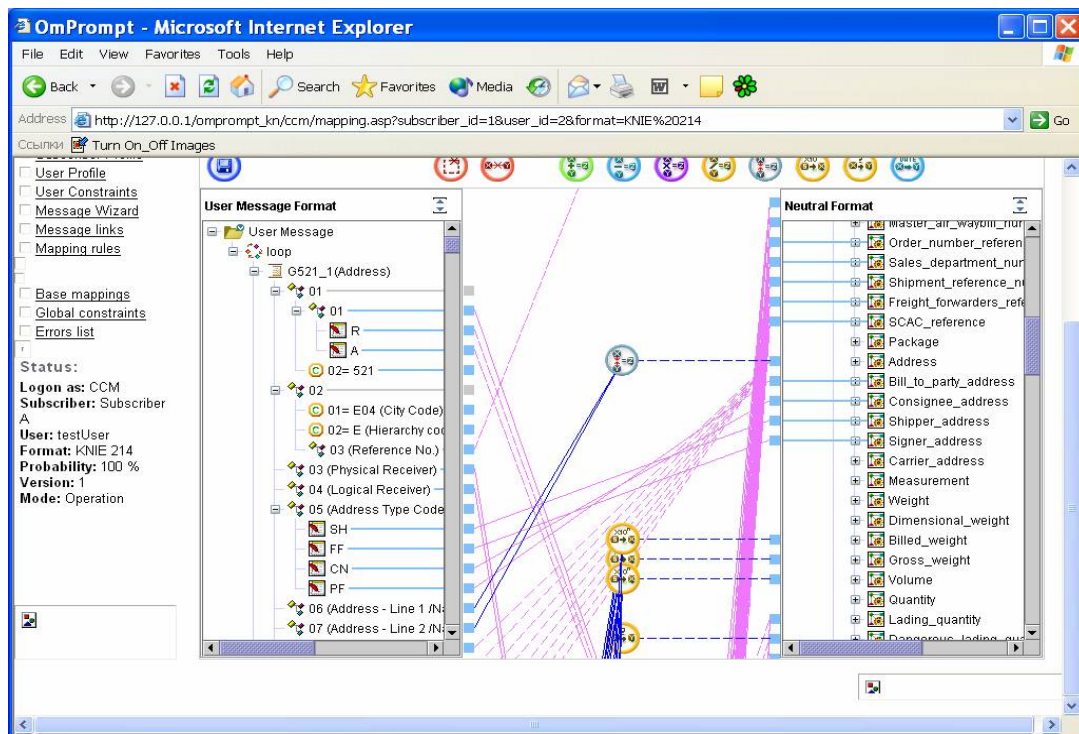 OmPrompt - Microsoft Internet Explorer
File Edit View Favorites Tools Help
Back Search Favorites Media
Address http://127.0.0.1/omprompt_kn/ccm/mapping.asp?subscriber_id=1&user_id=2&format=KNIE%20214 Go
Ссылки Turn On_Off Images
User Profile
User Constraints
Message Wizard
Message links
Mapping rules
Base mappings
Global constraints
Errors list
Status:
Logon as: CCM
Subscriber: Subscriber
A
User: testUser
Format: KNIE 214
Probability: 100 %
Version: 1
Mode: Operation
User Message Format
User Message
loop
G521_1(Address)
01
01
R
A
02= 521
02
01= E04 (City Code)
02= E (Hierarchy cod
03 (Reference No.)
03 (Physical Receiver)
04 (Logical Receiver)
05 (Address Type Code
SH
FF
CN
PF
06 (Address - Line 1 /Na
07 (Address - Line 2 /Na
Neutral Format
Master_air_waybill_num
Order_number_referen
Sales_department_num
Shipment_reference_nu
Freight_forwarders_refe
SCAC_reference
Package
Address
Bill_to_party_address
Consignee_address
Shipper_address
Signer_address
Carrier_address
Measurement
Weight
Dimensional_weight
Billed_weight
Gross_weight
Volume
Quantity
Lading_quantity
Dangerous_lading_qua